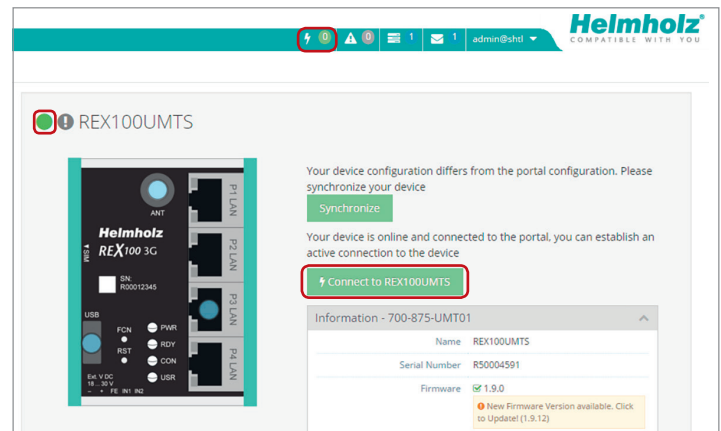 Helmholz®
COMPATIBLE WITH YOU
0 0 1 1 admin@shtl
REX100UMTS
Your device configuration differs from the portal configuration. Please
synchronize your device
Synchronize
Your device is online and connected to the portal, you can establish an
active connection to the device
Connect to REX100UMTS
Information - 700-875-UMT01
Name REX100UMTS
Serial Number R50004591
Firmware 1.9.0
New Firmware Version available. Click
to Update! (1.9.12)
ANT
P1 LAN
Helmholz
REX100 3G
SIM
P2 LAN
SN:
R00012345
USB
P3 LAN
FCN PWR
RST RDY
CON
P4 LAN
USR
Ext. V DC
18 ... 30 V
- + FE IN1 IN2